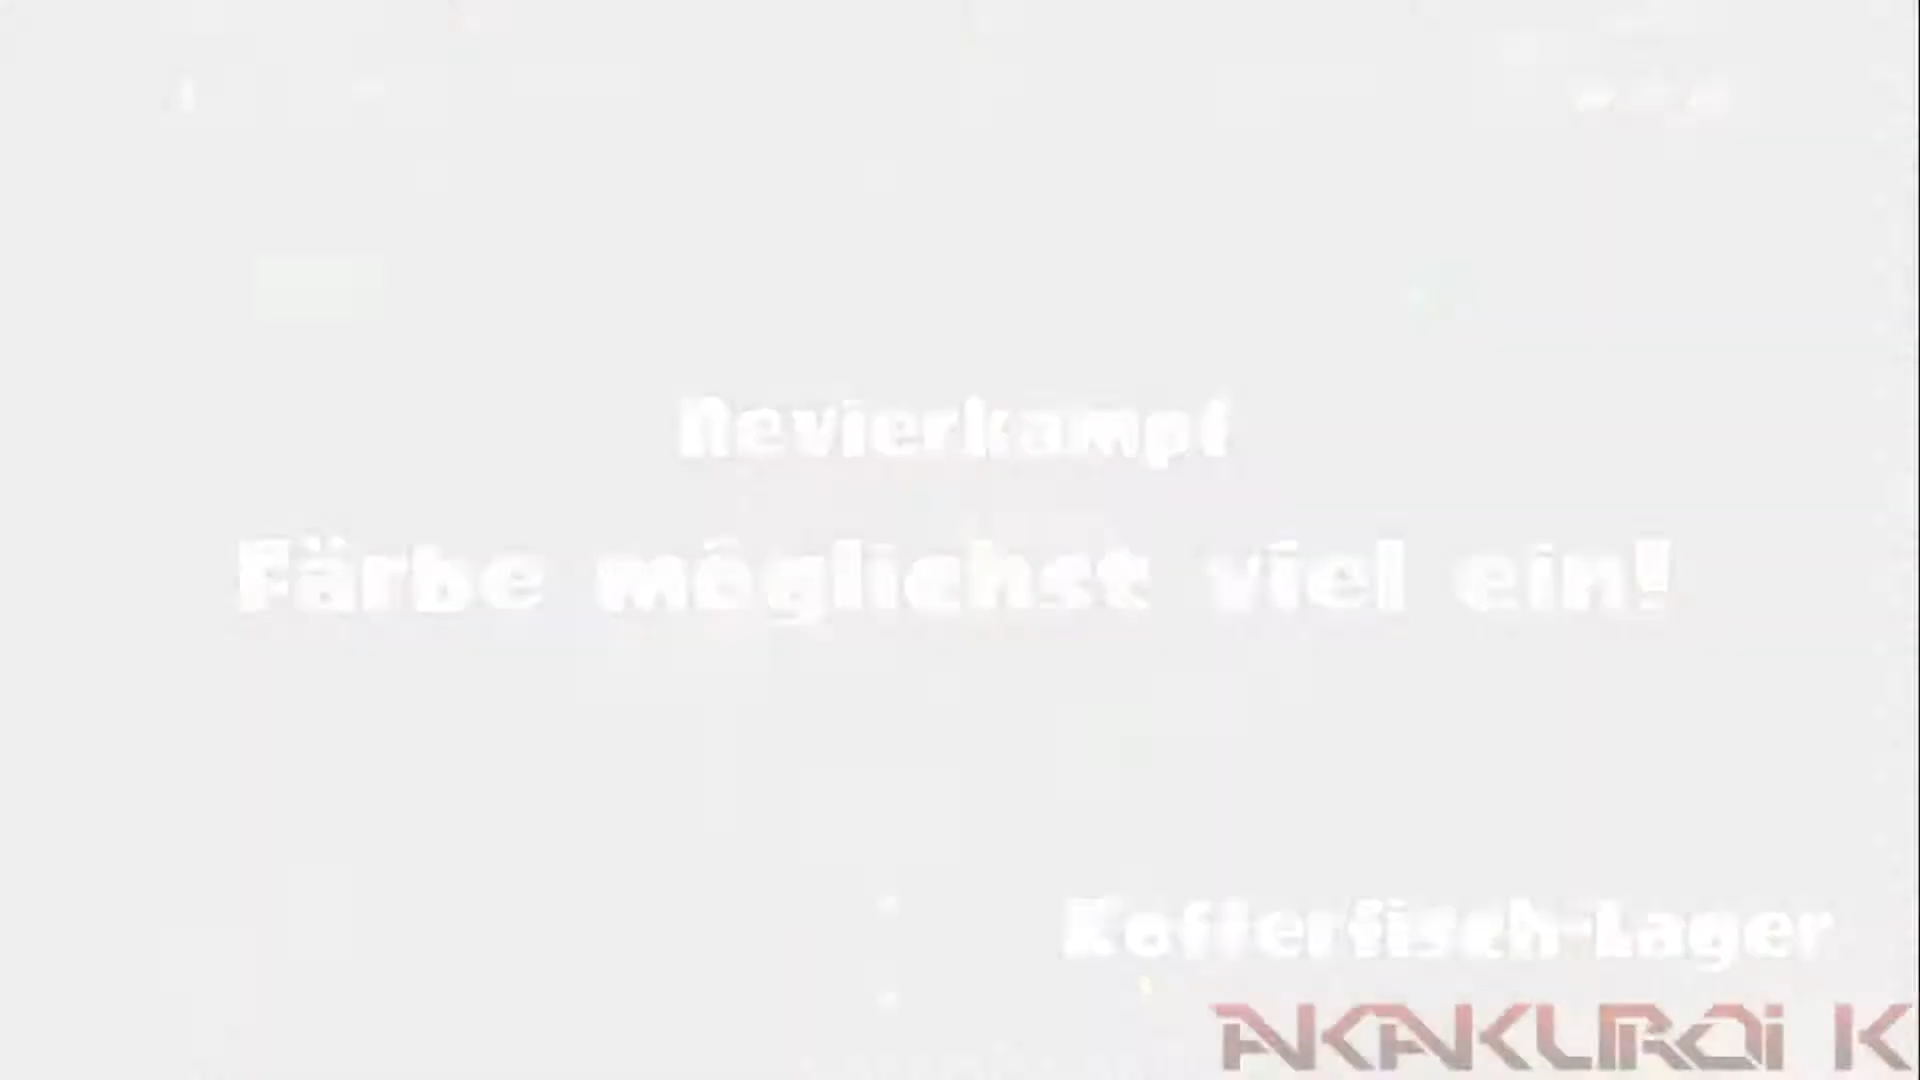 Revierkampf
Färbe möglichst viel ein!
Kofferfisch-Lager
AKAKUROI K